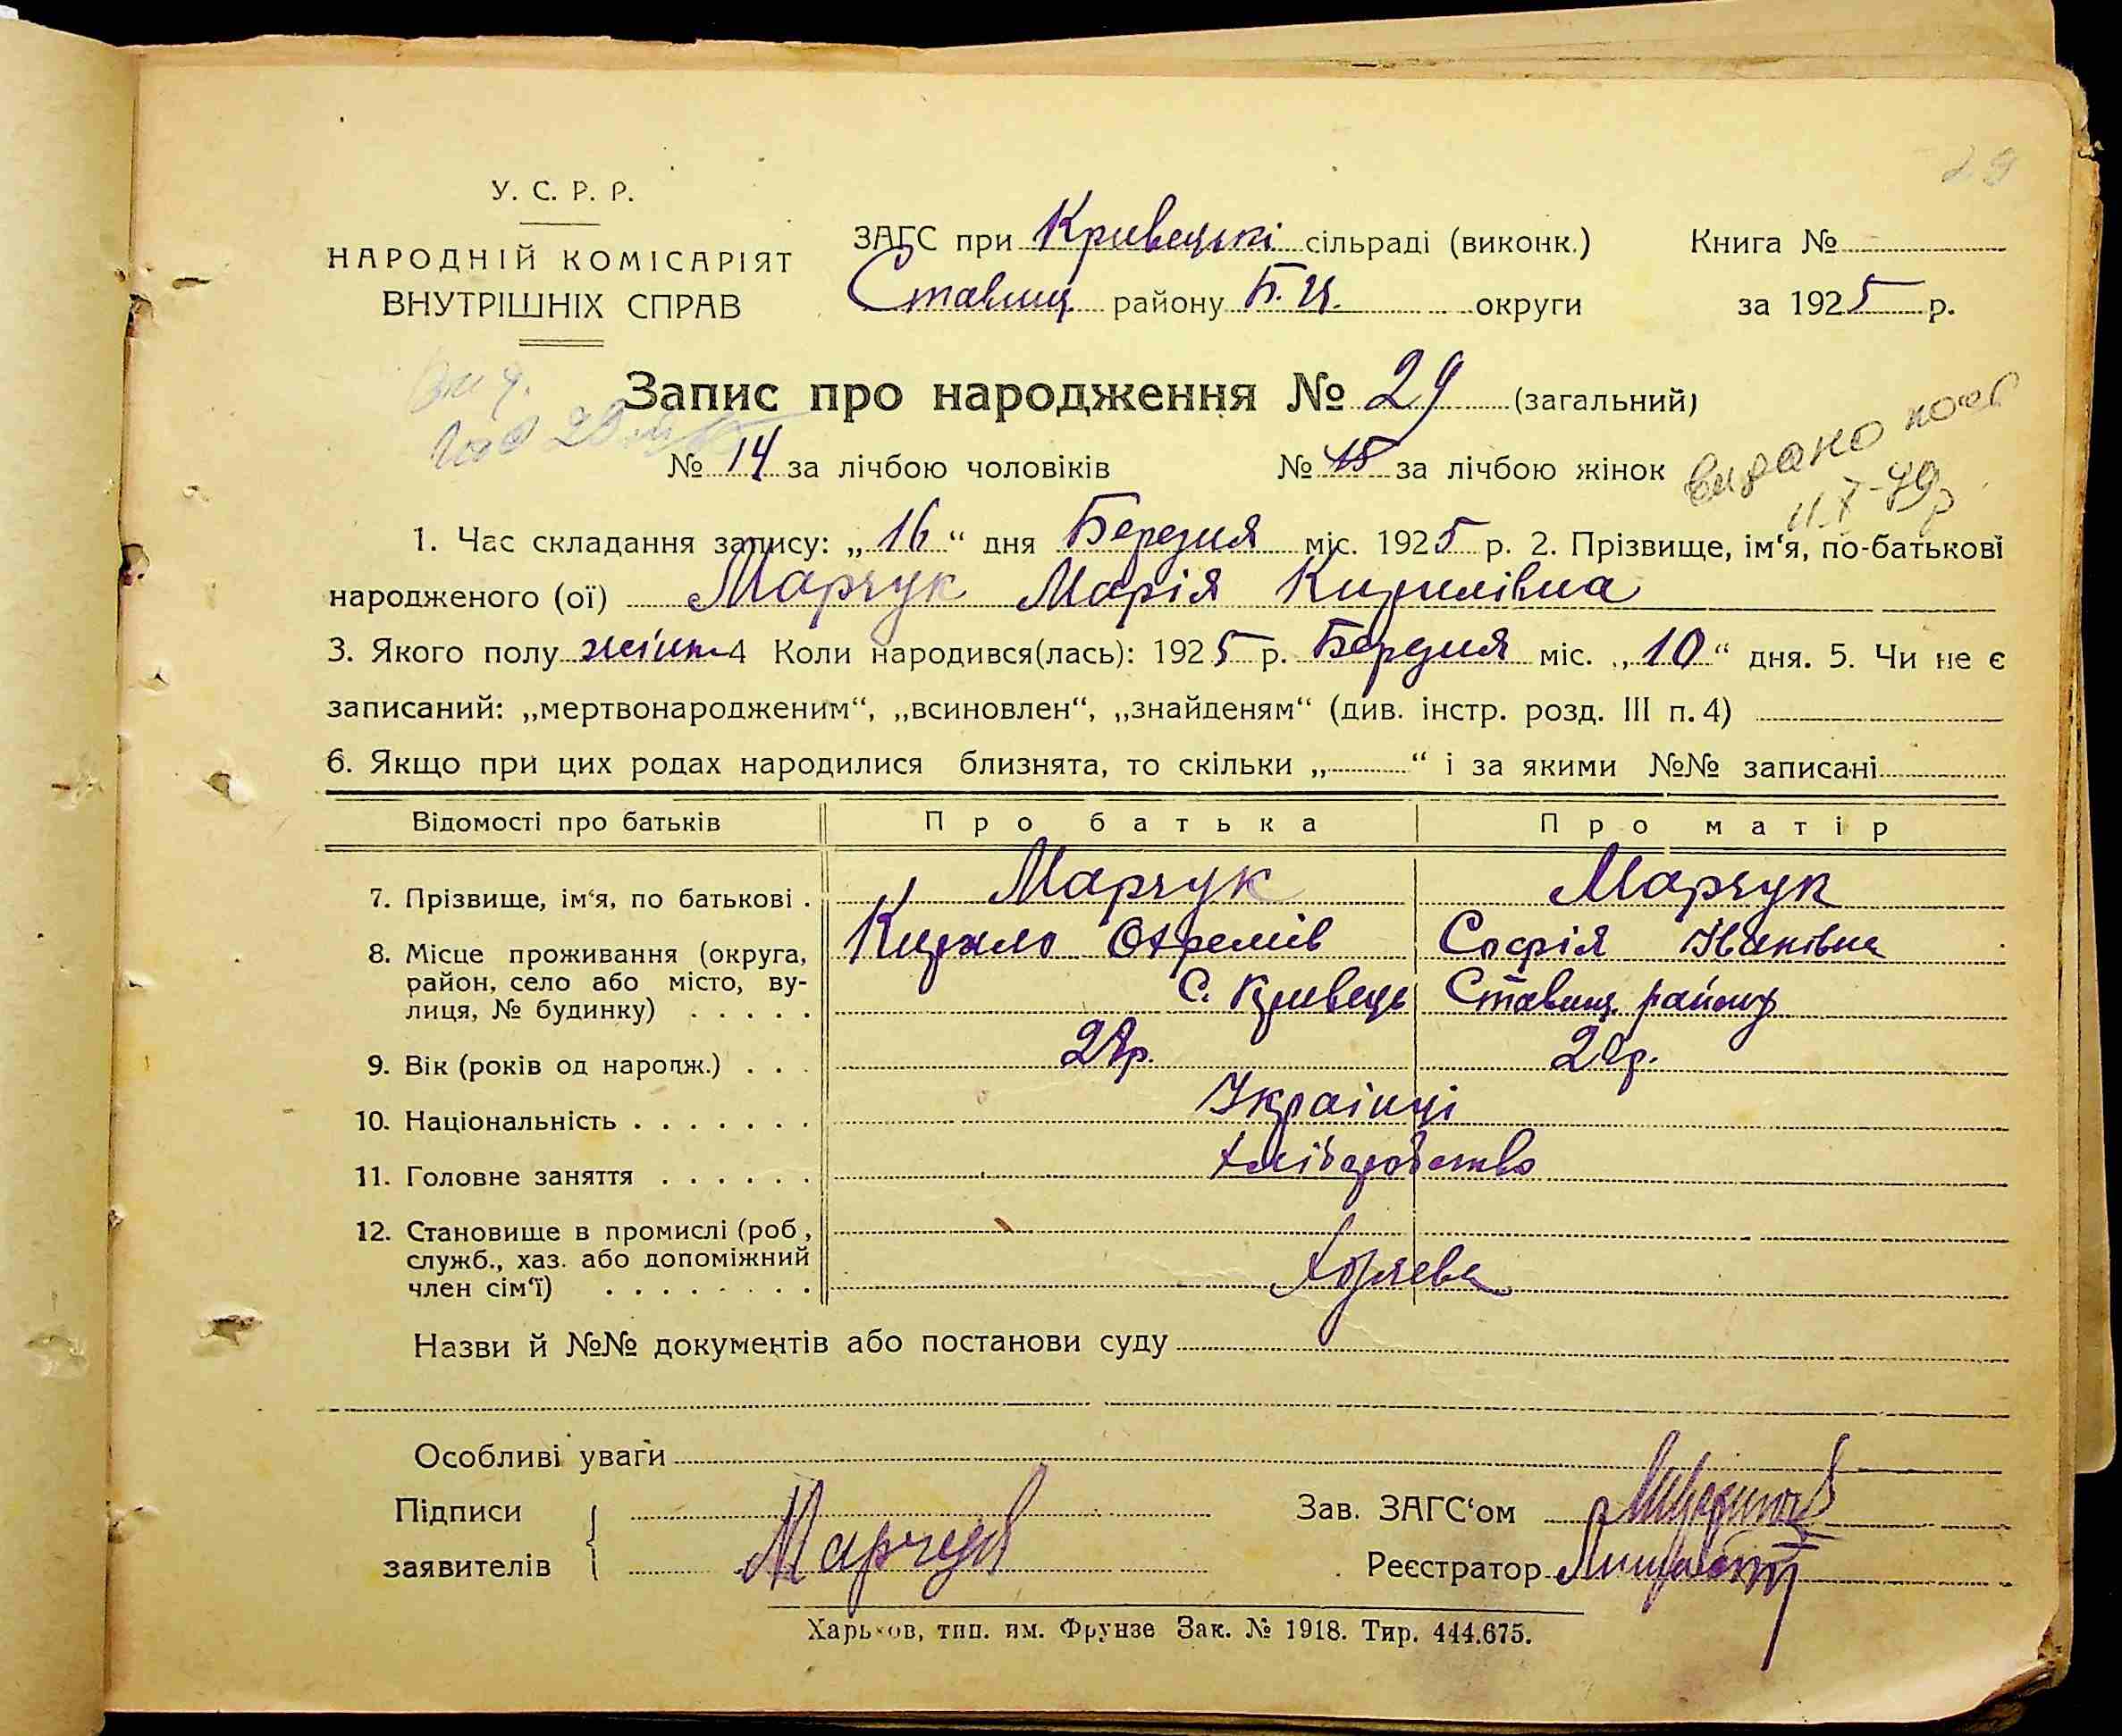 29
У. С. Р. Р.
НАРОДНІЙ КОМІСАРІЯТ
ВНУТРІШНІХ СПРАВ
ЗАГС при Кривецькі сільраді (виконк.)
Ставищ. району Б. Ц. округи
Книга №
за 1925 р.
Запис про народження № 29 (загальний)
№ 14 за лічбою чоловіків № 15 за лічбою жінок
видано
1. Час складання запису: „16“ дня Березня міс. 1925 р. 2. Прізвище, ім‘я, по-батькові
народженого (ої) Марчук Марія Кирилівна
3. Якого полу жіноч 4 Коли народився(лась): 1925 р. Березня міс. „10“ дня. 5. Чи не є
записаний: „мертвонародженим“, „всиновлен“, „знайденям“ (див. інстр. розд. III п. 4)
6. Якщо при цих родах народилися близнята, то скільки „ “ і за якими №№ записані
Відомості про батьків Про батька Про матір
7. Прізвище, ім‘я, по батькові . Марчук Марчук
Кирило Охремів Софія Іванівна
8. Місце проживання (округа,
район, село або місто, ву-
лиця, № будинку) . . . . . С. Кривець Ставищ. району
9. Вік (років од народж.) . . . 28р. 28р.
10. Національність . . . . . . . Українці
11. Головне заняття . . . . . . Хліборобство
12. Становище в промислі (роб,
служб., хаз. або допоміжний
член сім‘ї) . . . . . . . .
Назви й №№ документів або постанови суду
Особливі уваги
Підписи
заявителів Марчук
Зав. ЗАГС‘ом
Реєстратор
Харьков, тип. им. Фрунзе Зак. № 1918. Тир. 444.675.